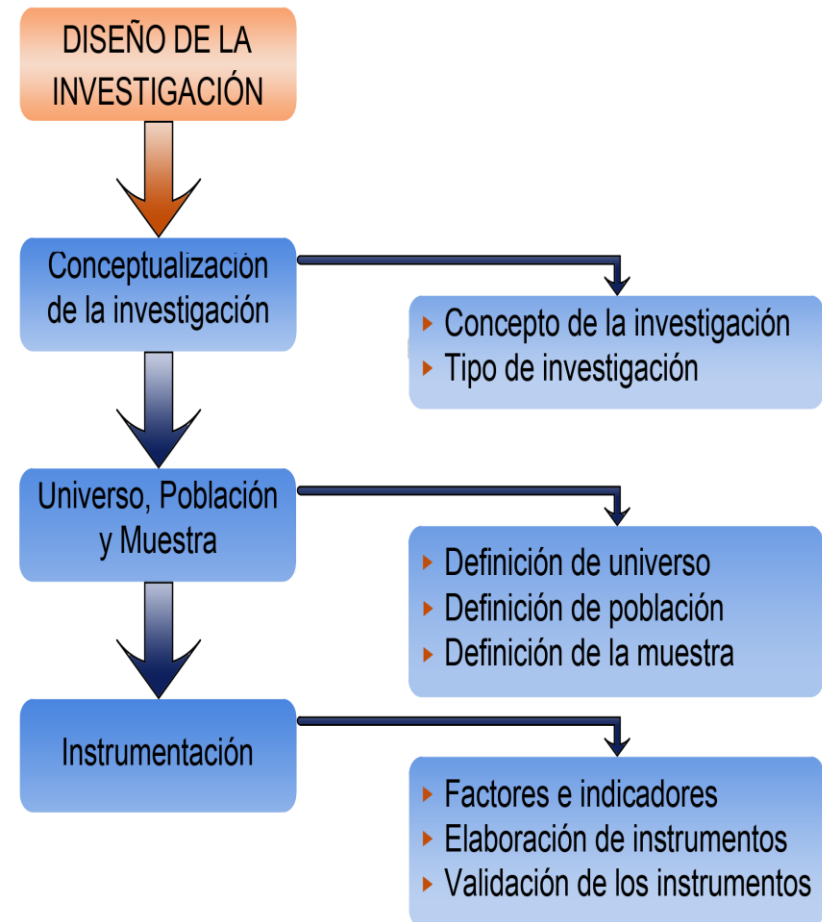 DISEÑO DE LA
INVESTIGACIÓN
Conceptualización
de la investigación
Concepto de la investigación
Tipo de investigación
Universo, Población
y Muestra
Definición de universo
Definición de población
Definición de la muestra
Instrumentación
Factores e indicadores
Elaboración de instrumentos
Validación de los instrumentos